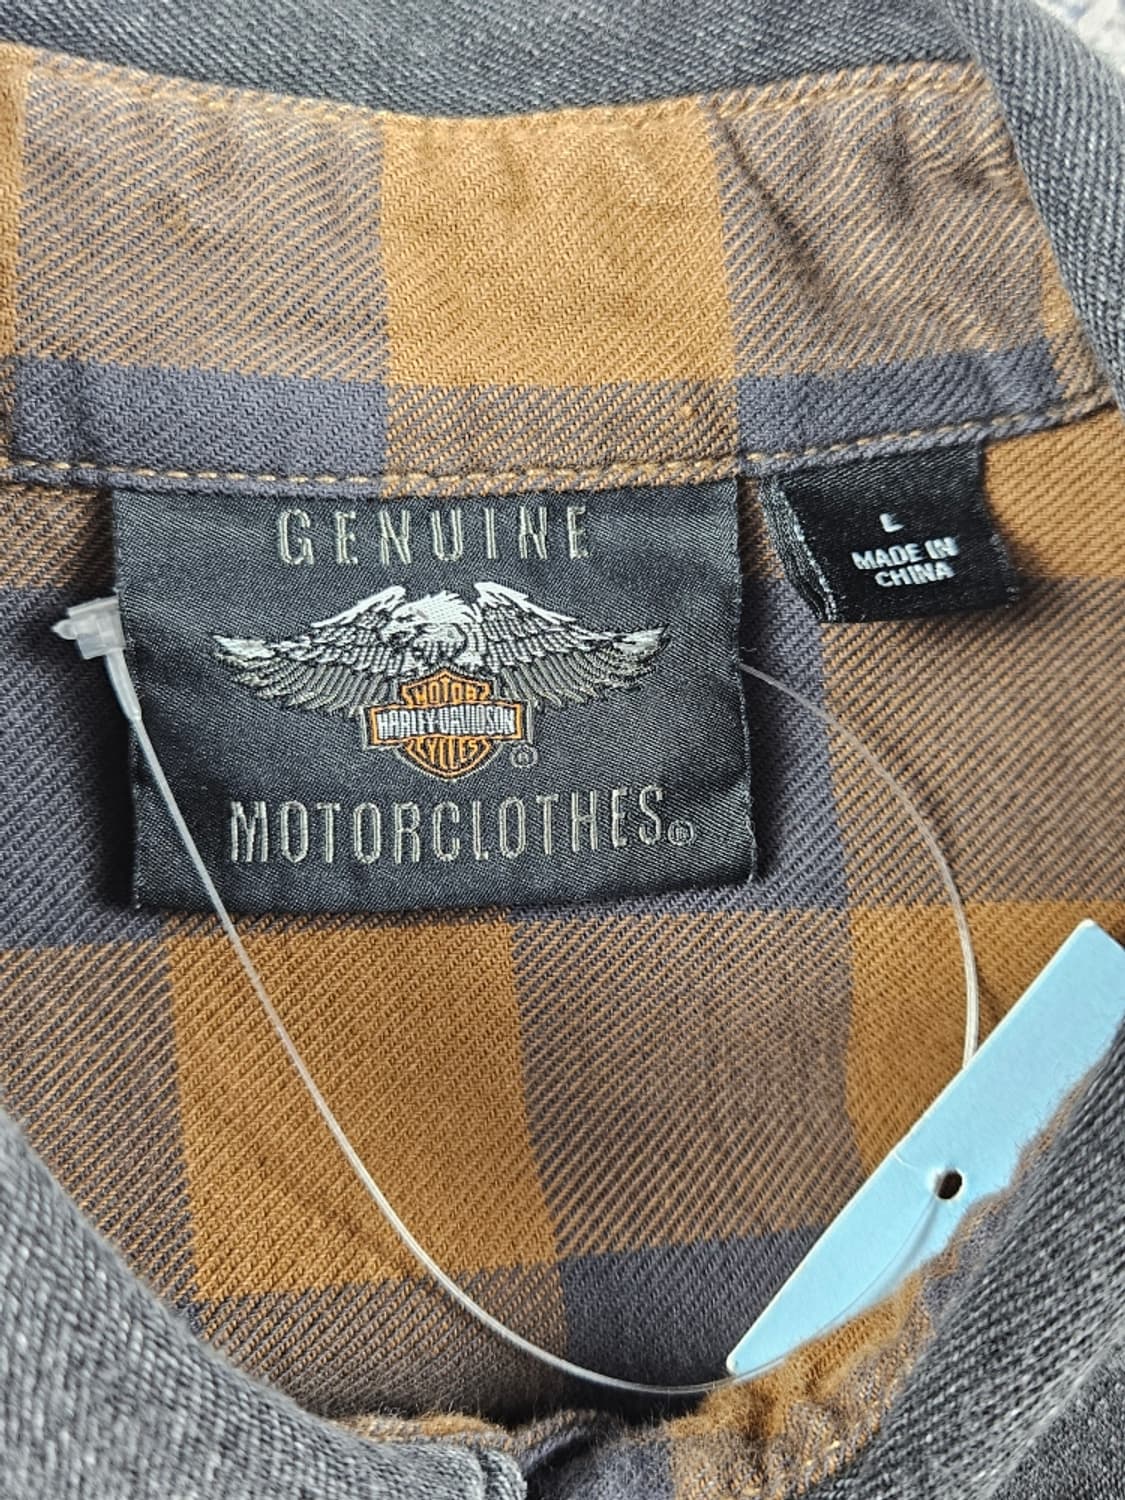 GENUINE
MOTOR
HARLEY-DAVIDSON
CYCLES
®
MOTORCLOTHES®
L
MADE IN
CHINA